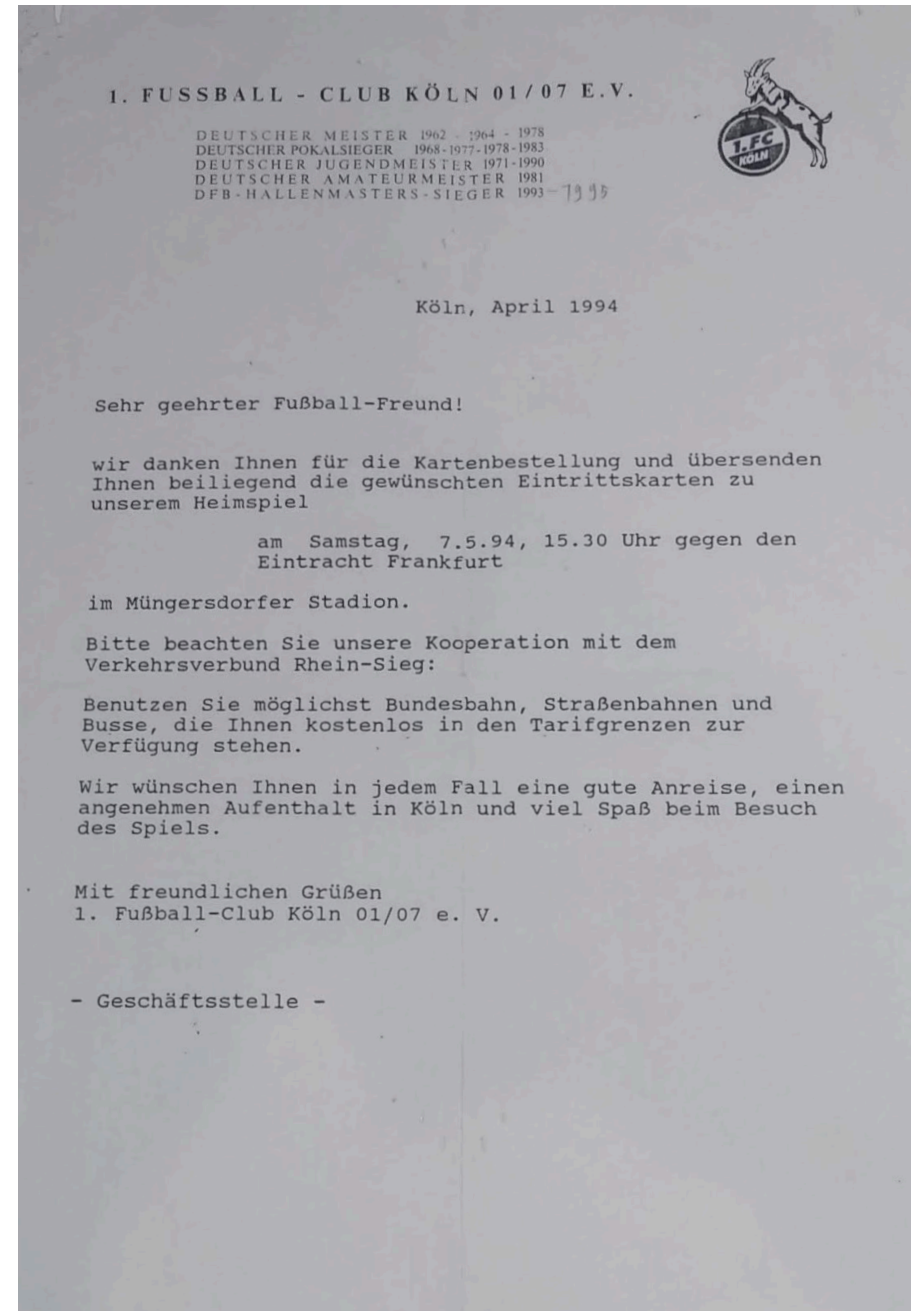 1. FUSSBALL - CLUB KÖLN 01/07 E.V.
DEUTSCHER MEISTER 1962 - 1964 - 1978
DEUTSCHER POKALSIEGER 1968-1977-1978-1983
DEUTSCHER JUGENDMEISTER 1971-1990
DEUTSCHER AMATEURMEISTER 1981
DFB-HALLENMASTERS-SIEGER 1993-1995
1.FC
KÖLN
Köln, April 1994
Sehr geehrter Fußball-Freund!
wir danken Ihnen für die Kartenbestellung und übersenden
Ihnen beiliegend die gewünschten Eintrittskarten zu
unserem Heimspiel
am Samstag, 7.5.94, 15.30 Uhr gegen den
Eintracht Frankfurt
im Müngersdorfer Stadion.
Bitte beachten Sie unsere Kooperation mit dem
Verkehrsverbund Rhein-Sieg:
Benutzen Sie möglichst Bundesbahn, Straßenbahnen und
Busse, die Ihnen kostenlos in den Tarifgrenzen zur
Verfügung stehen.
Wir wünschen Ihnen in jedem Fall eine gute Anreise, einen
angenehmen Aufenthalt in Köln und viel Spaß beim Besuch
des Spiels.
Mit freundlichen Grüßen
1. Fußball-Club Köln 01/07 e. V.
- Geschäftsstelle -